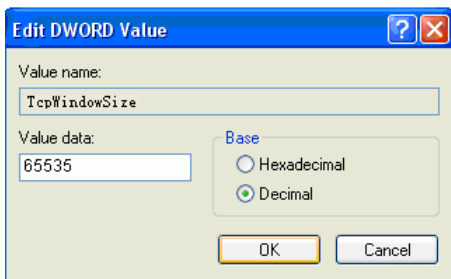 Edit DWORD Value
Value name:
TcpWindowSize
Value data:
65535
Base
Hexadecimal
Decimal
OK
Cancel